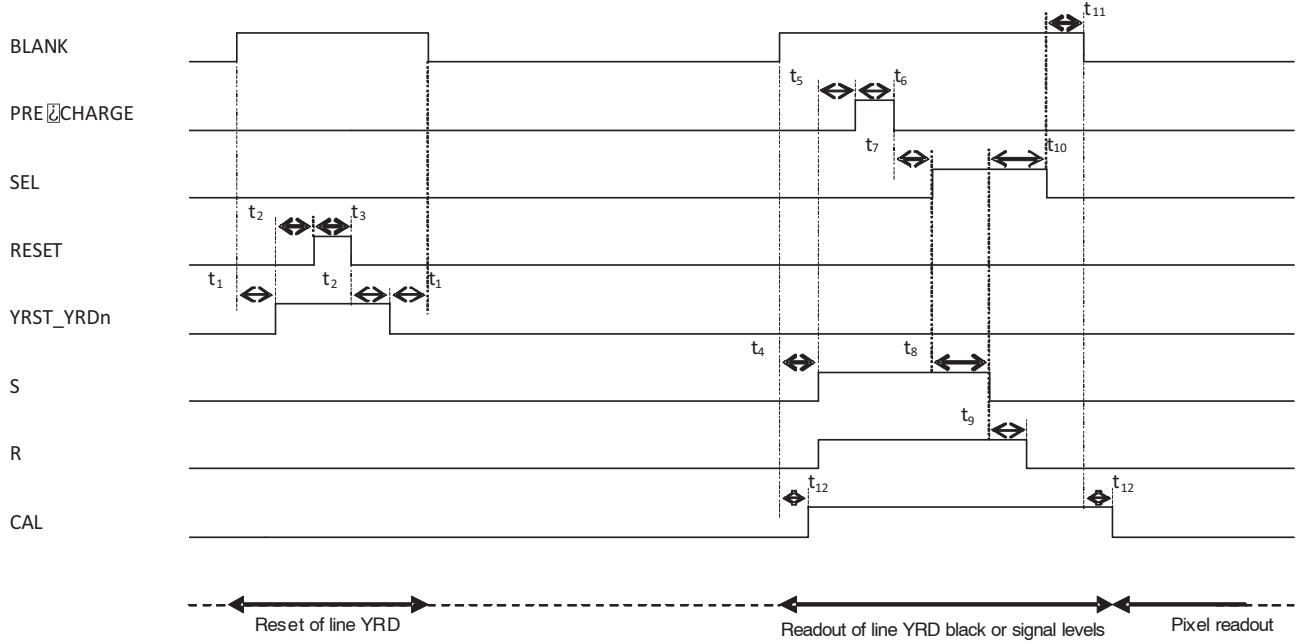 t₁₁
BLANK
t₅ t₆
PRE¿CHARGE
t₇ t₁₀
SEL
t₂ t₃
RESET
t₁ t₂ t₁
YRST_YRDn
t₄ t₈
S
t₉
R
t₁₂ t₁₂
CAL
Reset of line YRD Readout of line YRD black or signal levels Pixel readout